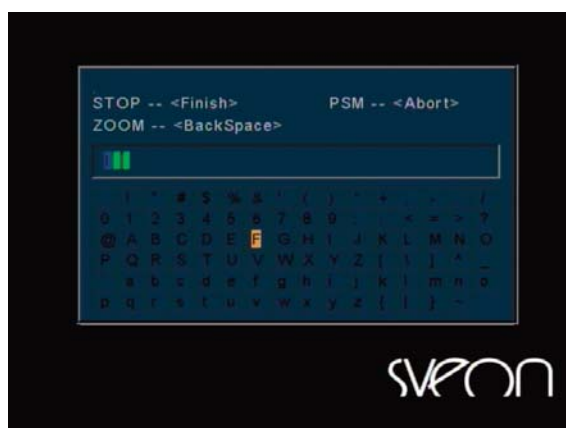 STOP -- <Finish>    PSM -- <Abort>
ZOOM -- <BackSpace>
! " # $ % & ' ( ) * + , - . /
0 1 2 3 4 5 6 7 8 9 : ; < = > ?
@ A B C D E F G H I J K L M N O
P Q R S T U V W X Y Z [ \ ] ^ _
a b c d e f g h i j k l m n o
p q r s t u v w x y z { | } ~
sveon